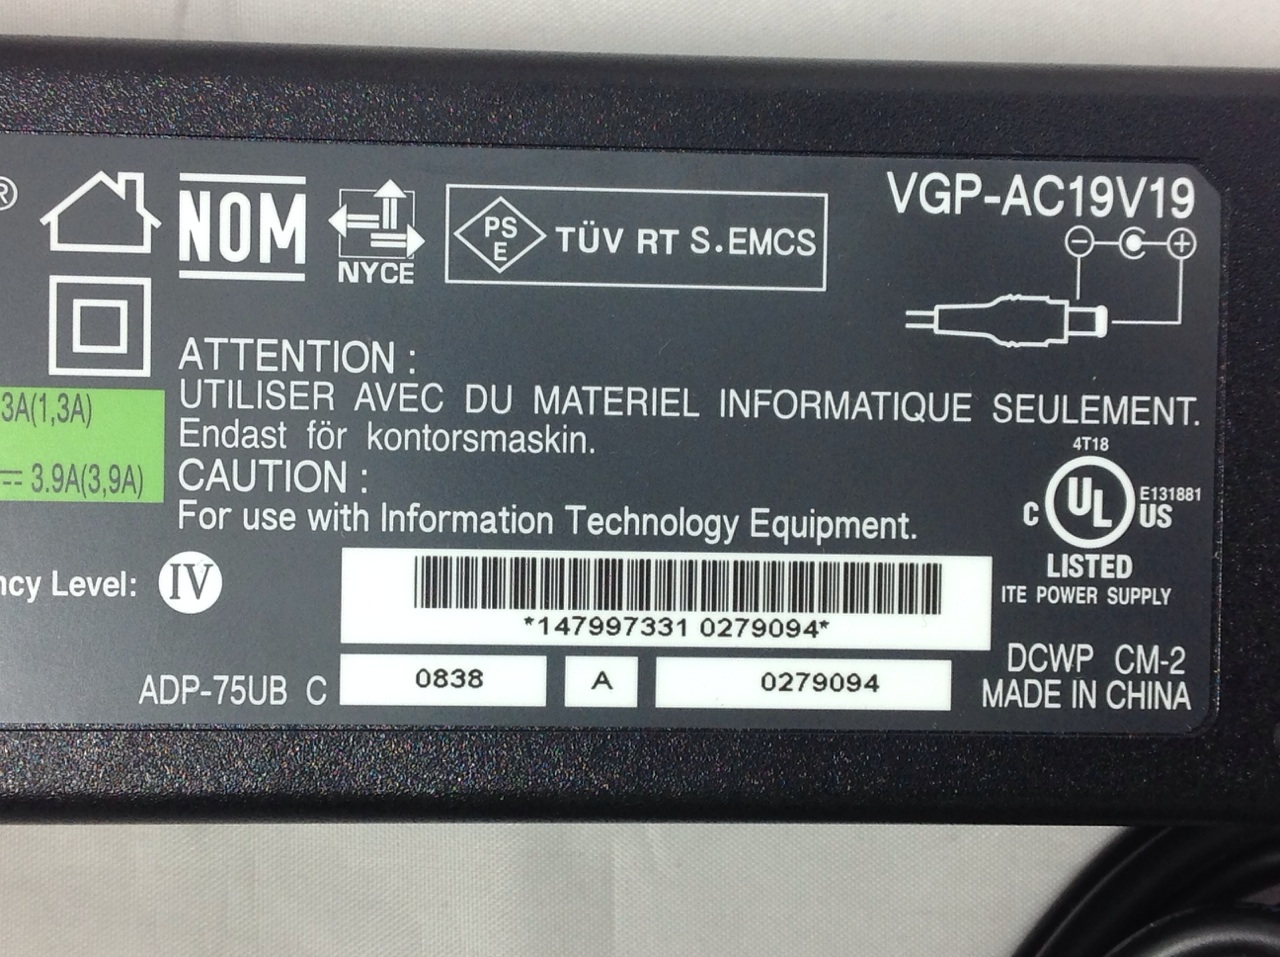 ®
NOM
NYCE
PS
E
TÜV RT S.EMCS
VGP-AC19V19
ATTENTION :
UTILISER AVEC DU MATERIEL INFORMATIQUE SEULEMENT.
Endast för kontorsmaskin.
CAUTION :
For use with Information Technology Equipment.
3A(1,3A)
3.9A(3,9A)
4T18
C UL US
E131881
LISTED
ITE POWER SUPPLY
ncy Level: IV
*147997331 0279094*
ADP-75UB C
0838
A
0279094
DCWP CM-2
MADE IN CHINA